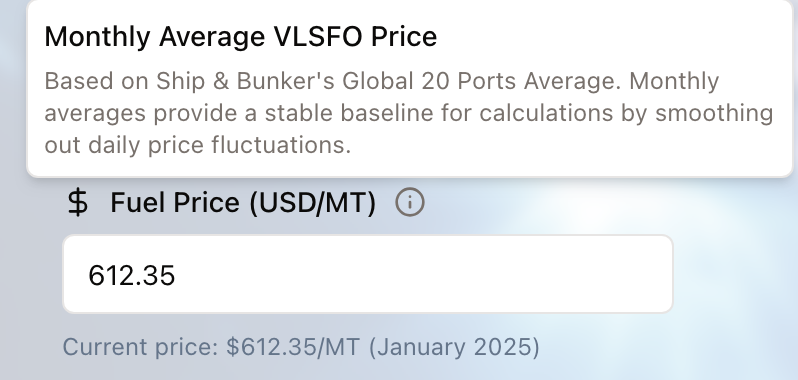 Monthly Average VLSFO Price
Based on Ship & Bunker's Global 20 Ports Average. Monthly
averages provide a stable baseline for calculations by smoothing
out daily price fluctuations.
$ Fuel Price (USD/MT)
612.35
Current price: $612.35/MT (January 2025)